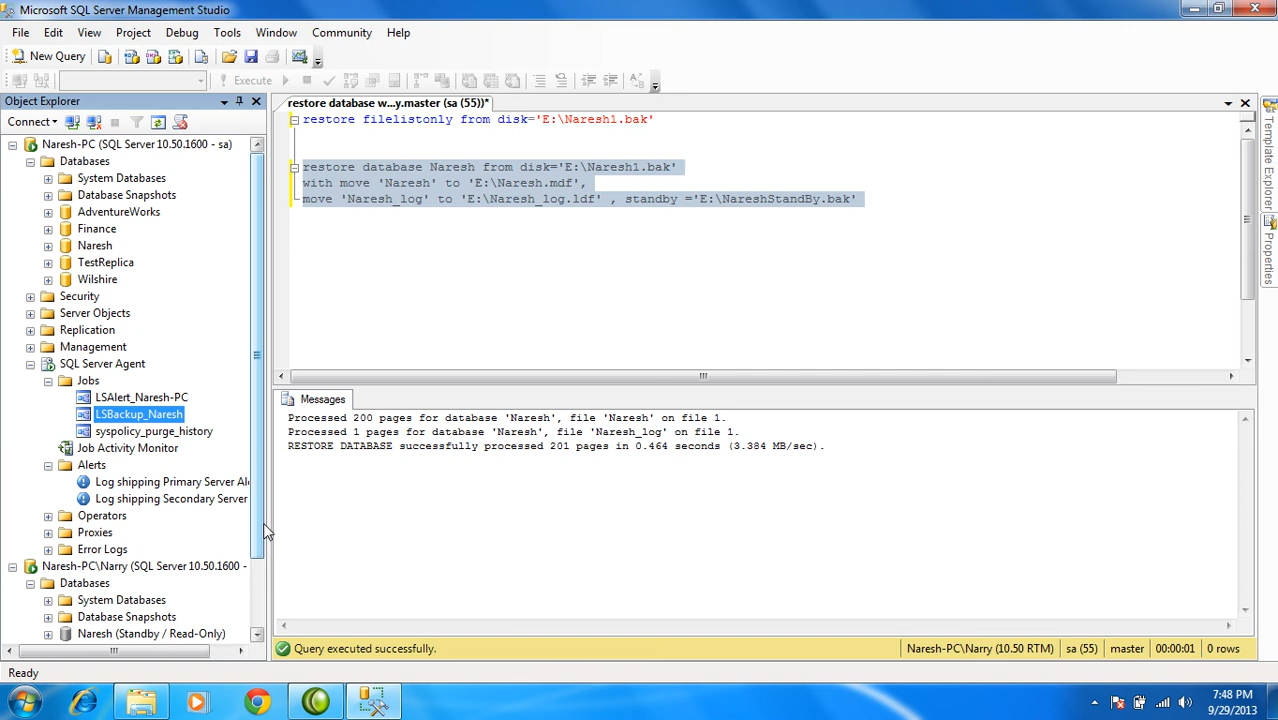 Microsoft SQL Server Management Studio
File Edit View Project Debug Tools Window Community Help
New Query
Execute
Object Explorer
restore database w...y.master (sa (55))*
Connect
Naresh-PC (SQL Server 10.50.1600 - sa)
Databases
System Databases
Database Snapshots
AdventureWorks
Finance
Naresh
TestReplica
Wilshire
Security
Server Objects
Replication
Management
SQL Server Agent
Jobs
LSAlert_Naresh-PC
LSBackup_Naresh
syspolicy_purge_history
Job Activity Monitor
Alerts
Log shipping Primary Server Al
Log shipping Secondary Server
Operators
Proxies
Error Logs
Naresh-PC\Narry (SQL Server 10.50.1600 -
Databases
System Databases
Database Snapshots
Naresh (Standby / Read-Only)
restore filelistonly from disk='E:\Naresh1.bak'
restore database Naresh from disk='E:\Naresh1.bak'
with move 'Naresh' to 'E:\Naresh.mdf',
move 'Naresh_log' to 'E:\Naresh_log.ldf' , standby ='E:\NareshStandBy.bak'
Messages
Processed 200 pages for database 'Naresh', file 'Naresh' on file 1.
Processed 1 pages for database 'Naresh', file 'Naresh_log' on file 1.
RESTORE DATABASE successfully processed 201 pages in 0.464 seconds (3.384 MB/sec).
Query executed successfully.
Naresh-PC\Narry (10.50 RTM) sa (55) master 00:00:01 0 rows
Template Explorer
Properties
Ready
7:48 PM
9/29/2013